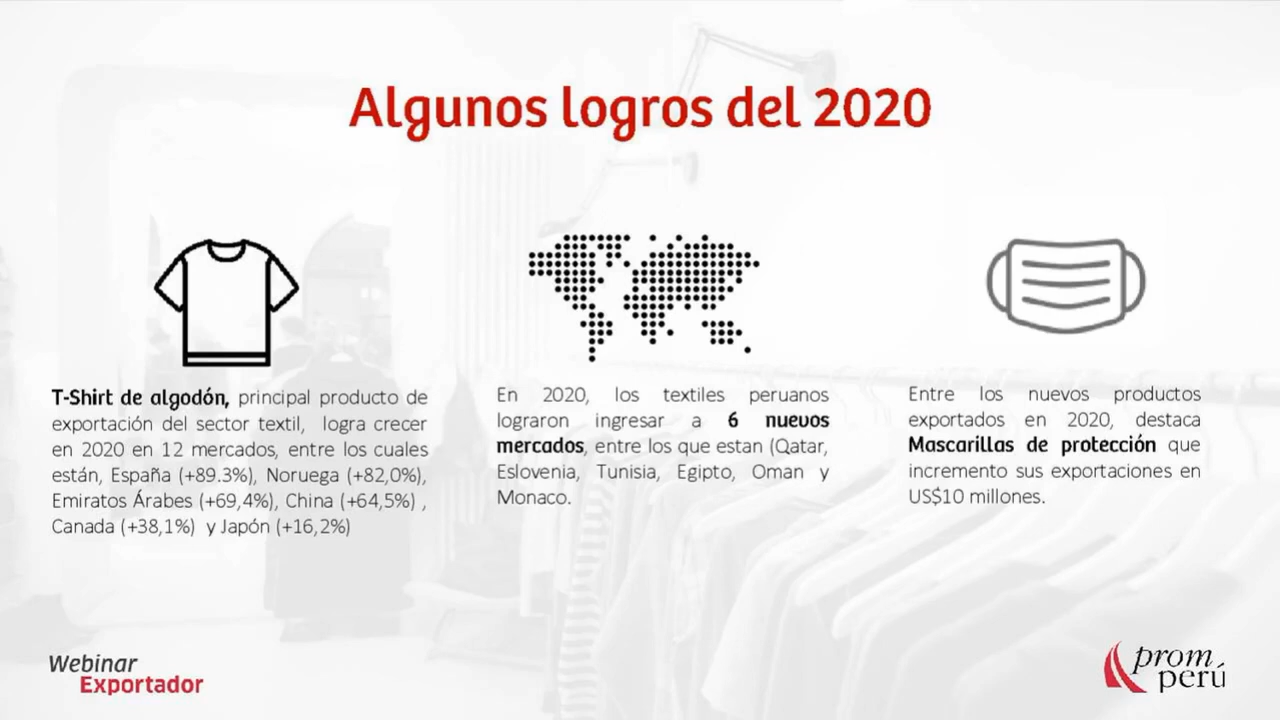 Algunos logros del 2020
T-Shirt de algodón, principal producto de
exportación del sector textil, logra crecer
en 2020 en 12 mercados, entre los cuales
están, España (+89.3%), Noruega (+82,0%),
Emiratos Árabes (+69,4%), China (+64,5%) ,
Canada (+38,1%) y Japón (+16,2%)
En 2020, los textiles peruanos
lograron ingresar a 6 nuevos
mercados, entre los que estan (Qatar,
Eslovenia, Tunisia, Egipto, Oman y
Monaco.
Entre los nuevos productos
exportados en 2020, destaca
Mascarillas de protección que
incremento sus exportaciones en
US$10 millones.
Webinar
Exportador
prom
perú